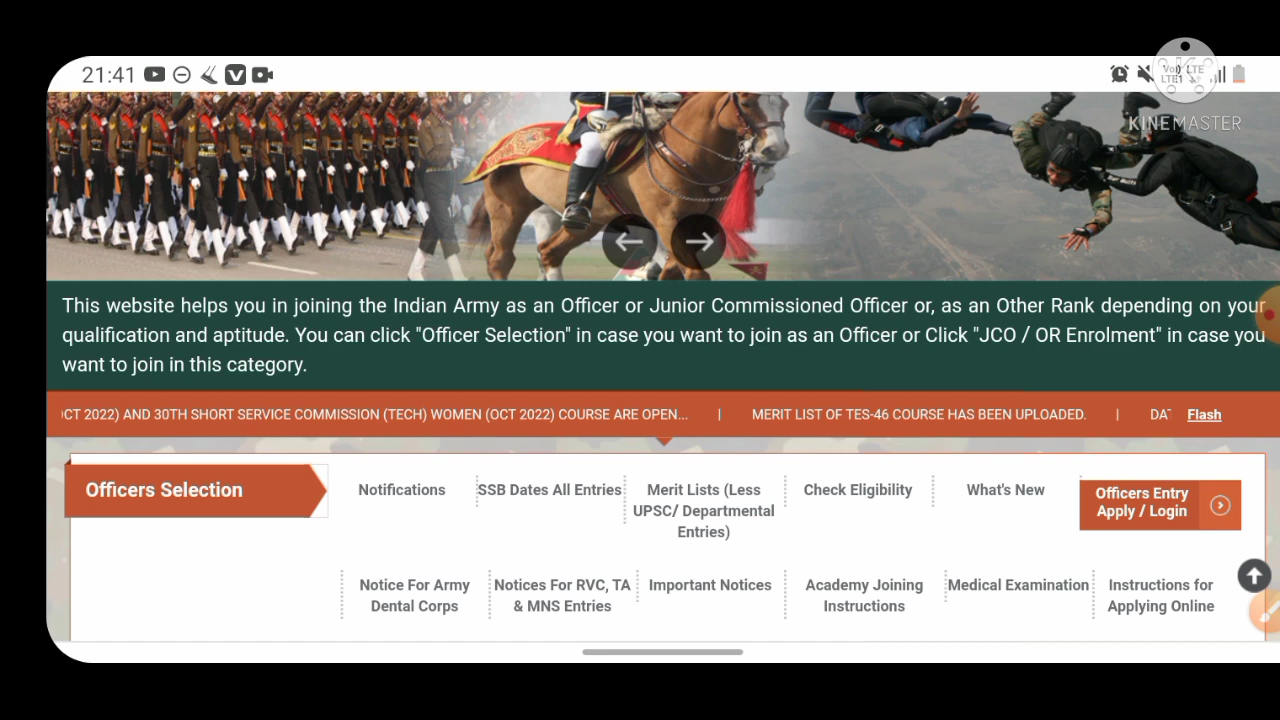 21:41
Vo)) LTE
LTE1
KINEMASTER
This website helps you in joining the Indian Army as an Officer or Junior Commissioned Officer or, as an Other Rank depending on your
qualification and aptitude. You can click "Officer Selection" in case you want to join as an Officer or Click "JCO / OR Enrolment" in case you
want to join in this category.
OCT 2022) AND 30TH SHORT SERVICE COMMISSION (TECH) WOMEN (OCT 2022) COURSE ARE OPEN... | MERIT LIST OF TES-46 COURSE HAS BEEN UPLOADED. | DA Flash
Officers Selection
Notifications
SSB Dates All Entries
Merit Lists (Less
UPSC/ Departmental
Entries)
Check Eligibility
What's New
Officers Entry
Apply / Login
Notice For Army
Dental Corps
Notices For RVC, TA
& MNS Entries
Important Notices
Academy Joining
Instructions
Medical Examination
Instructions for
Applying Online